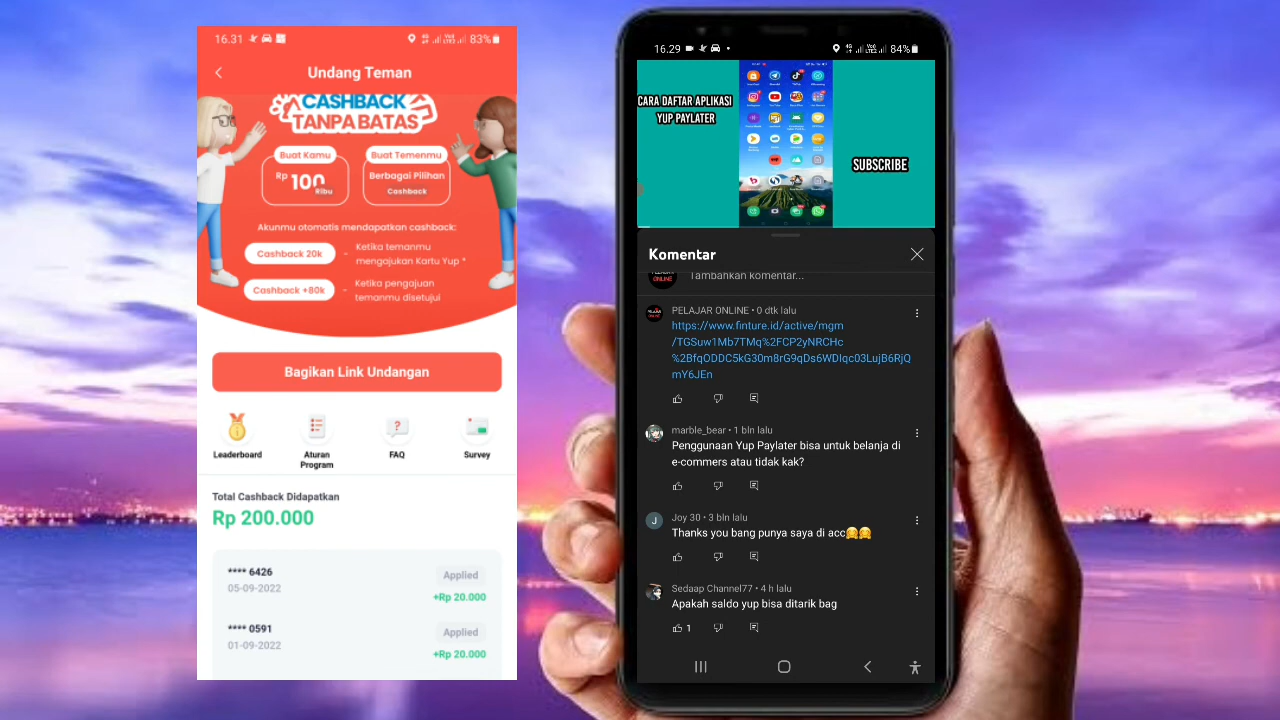 16.31
83%
Undang Teman
CASHBACK
TANPA BATAS
Buat Kamu
Rp 100 Ribu
Buat Temenmu
Berbagai Pilihan
Cashback
Akunmu otomatis mendapatkan cashback:
Cashback 20k - Ketika temanmu
mengajukan Kartu Yup *
Cashback +80k - Ketika pengajuan
temanmu disetujui
Bagikan Link Undangan
Leaderboard
Aturan
Program
FAQ
Survey
Total Cashback Didapatkan
Rp 200.000
**** 6426
Applied
05-09-2022
+Rp 20.000
**** 0591
Applied
01-09-2022
+Rp 20.000
16.29
84%
CARA DAFTAR APLIKASI
YUP PAYLATER
SUBSCRIBE
Komentar
Tambahkan komentar...
PELAJAR ONLINE • 0 dtk lalu
https://www.finture.id/active/mgm
/TGSuw1Mb7TMq%2FCP2yNRCHc
%2BfqODDC5kG30m8rG9qDs6WDIqc03LujB6RjQ
mY6JEn
marble_bear • 1 bln lalu
Penggunaan Yup Paylater bisa untuk belanja di
e-commers atau tidak kak?
J
Joy 30 • 3 bln lalu
Thanks you bang punya saya di acc🤗🤗
Sedaap Channel77 • 4 h lalu
Apakah saldo yup bisa ditarik bag
1